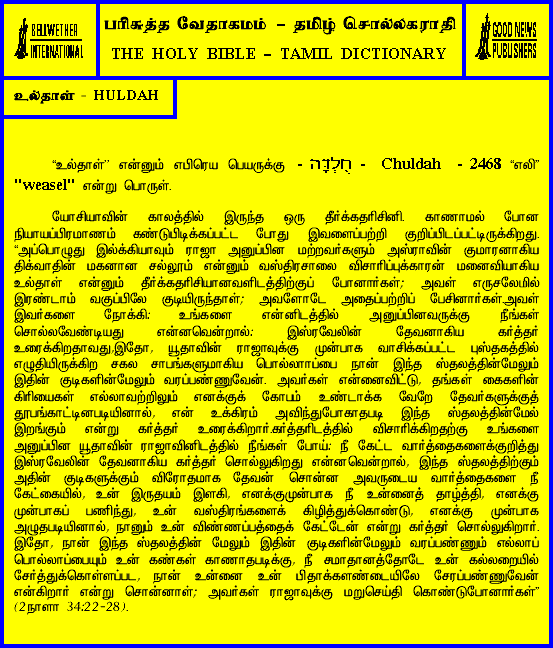 BELLWETHER
INTERNATIONAL
பரிசுத்த வேதாகமம் – தமிழ் சொல்லகராதி
THE HOLY BIBLE – TAMIL DICTIONARY
GOOD NEWS
PUBLISHERS
உல்தாள் - HULDAH
“உல்தாள்” என்னும் எபிரெய பெயருக்கு - חֻלְדָּה - Chuldah - 2468 “எலி”
"weasel" என்று பொருள்.
யோசியாவின் காலத்தில் இருந்த ஒரு தீர்க்கதரிசினி. காணாமல் போன
நியாயப்பிரமாணம் கண்டுபிடிக்கப்பட்ட போது இவளைப்பற்றி குறிப்பிடப்பட்டிருக்கிறது.
“அப்பொழுது இல்க்கியாவும் ராஜா அனுப்பின மற்றவர்களும் அஸ்ராவின் குமாரனாகிய
திக்வாதின் மகனான சல்லூம் என்னும் வஸ்திரசாலை விசாரிப்புக்காரன் மனைவியாகிய
உல்தாள் என்னும் தீர்க்கதரிசியானவளிடத்திற்குப் போனார்கள்; அவள் எருசலேமில்
இரண்டாம் வகுப்பிலே குடியிருந்தாள்; அவளோடே அதைப்பற்றிப் பேசினார்கள்.அவள்
இவர்களை நோக்கி: உங்களை என்னிடத்தில் அனுப்பினவருக்கு நீங்கள்
சொல்லவேண்டியது என்னவென்றால்: இஸ்ரவேலின் தேவனாகிய கர்த்தர்
உரைக்கிறதாவது,இதோ, யூதாவின் ராஜாவுக்கு முன்பாக வாசிக்கப்பட்ட புஸ்தகத்தில்
எழுதியிருக்கிற சகல சாபங்களுமாகிய பொல்லாப்பை நான் இந்த ஸ்தலத்தின்மேலும்
இதின் குடிகளின்மேலும் வரப்பண்ணுவேன். அவர்கள் என்னைவிட்டு, தங்கள் கைகளின்
கிரியைகள் எல்லாவற்றிலும் எனக்குக் கோபம் உண்டாக்க வேறே தேவர்களுக்குத்
தூபங்காட்டினபடியினால், என் உக்கிரம் அவிந்துபோகாதபடி இந்த ஸ்தலத்தின்மேல்
இறங்கும் என்று கர்த்தர் உரைக்கிறார்.கர்த்தரிடத்தில் விசாரிக்கிறதற்கு உங்களை
அனுப்பின யூதாவின் ராஜாவினிடத்தில் நீங்கள் போய்: நீ கேட்ட வார்த்தைகளைக்குறித்து
இஸ்ரவேலின் தேவனாகிய கர்த்தர் சொல்லுகிறது என்னவென்றால், இந்த ஸ்தலத்திற்கும்
அதின் குடிகளுக்கும் விரோதமாக தேவன் சொன்ன அவருடைய வார்த்தைகளை நீ
கேட்கையில், உன் இருதயம் இளகி, எனக்குமுன்பாக நீ உன்னைத் தாழ்த்தி, எனக்கு
முன்பாகப் பணிந்து, உன் வஸ்திரங்களைக் கிழித்துக்கொண்டு, எனக்கு முன்பாக
அழுதபடியினால், நானும் உன் விண்ணப்பத்தைக் கேட்டேன் என்று கர்த்தர் சொல்லுகிறார்.
இதோ, நான் இந்த ஸ்தலத்தின் மேலும் இதின் குடிகளின்மேலும் வரப்பண்ணும் எல்லாப்
பொல்லாப்பையும் உன் கண்கள் காணாதபடிக்கு, நீ சமாதானத்தோடே உன் கல்லறையில்
சேர்த்துக்கொள்ளப்பட, நான் உன்னை உன் பிதாக்களண்டையிலே சேரப்பண்ணுவேன்
என்கிறார் என்று சொன்னாள்; அவர்கள் ராஜாவுக்கு மறுசெய்தி கொண்டுபோனார்கள்”
(2நாளா 34:22-28).